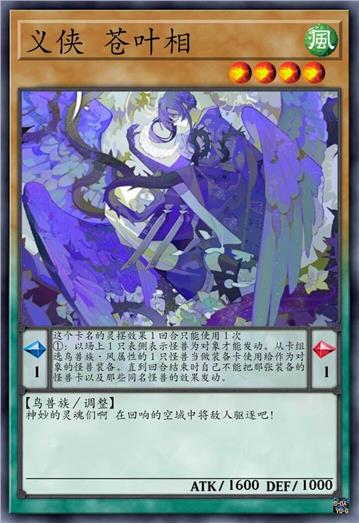 义侠 苍叶相
風
这个卡名的灵摆效果1回合只能使用1次
①：以场上1只表侧表示怪兽为对象才能发动。从卡组
选鸟兽族·风属性的1只怪兽当做装备卡使用给作为对
象的怪兽装备。直到回合结束时自己不能把那张装备的
怪兽卡以及那些同名怪兽的效果发动。
1
1
【鸟兽族／调整】
神妙的灵魂们啊 在回响的空域中将敌人驱逐吧！
ATK/1600 DEF/1000